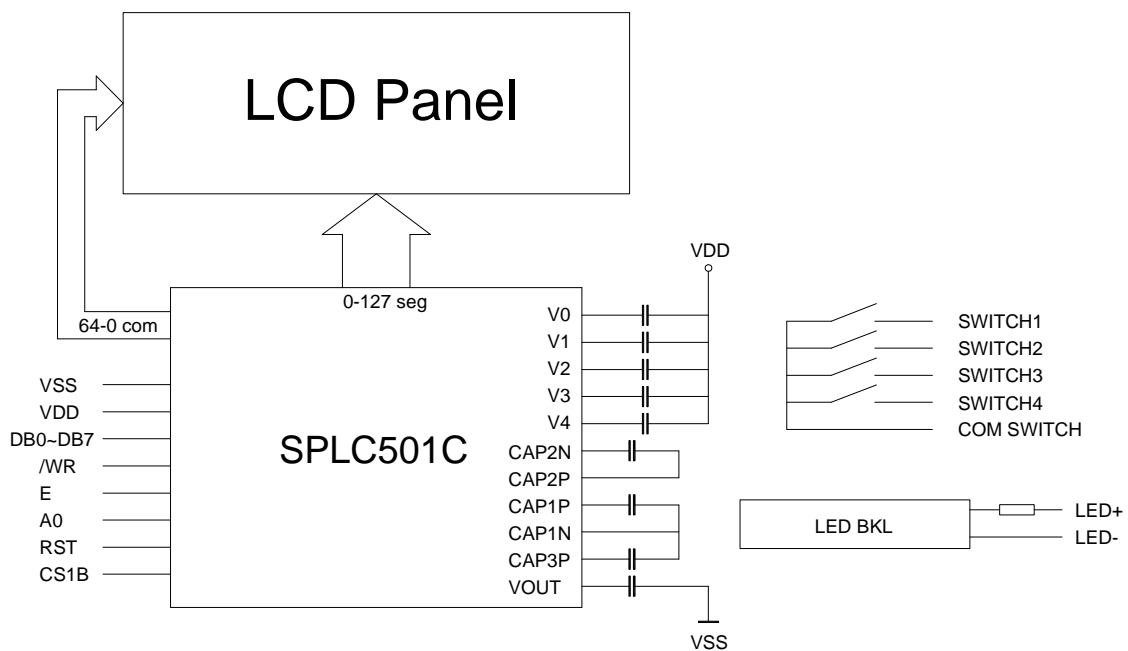 LCD Panel
0-127 seg
64-0 com
VSS
VDD
DB0~DB7
/WR
E
A0
RST
CS1B
SPLC501C
V0
V1
V2
V3
V4
CAP2N
CAP2P
CAP1P
CAP1N
CAP3P
VOUT
VDD
VSS
SWITCH1
SWITCH2
SWITCH3
SWITCH4
COM SWITCH
LED BKL
LED+
LED-